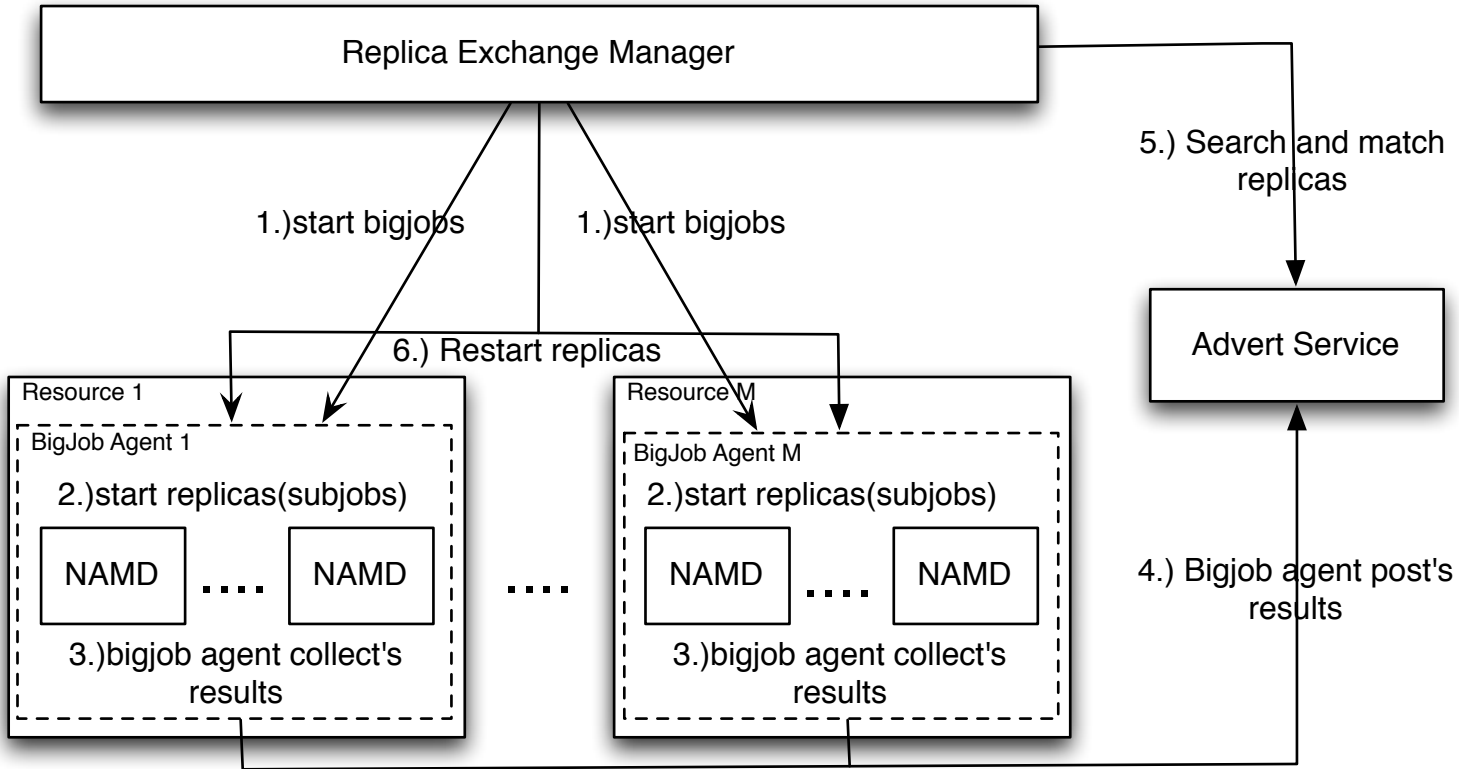 Replica Exchange Manager
5.) Search and match
replicas
1.)start bigjobs
1.)start bigjobs
Advert Service
6.) Restart replicas
Resource 1
BigJob Agent 1
2.)start replicas(subjobs)
NAMD
....
NAMD
3.)bigjob agent collect's
results
....
Resource M
BigJob Agent M
2.)start replicas(subjobs)
NAMD
....
NAMD
3.)bigjob agent collect's
results
4.) Bigjob agent post's
results